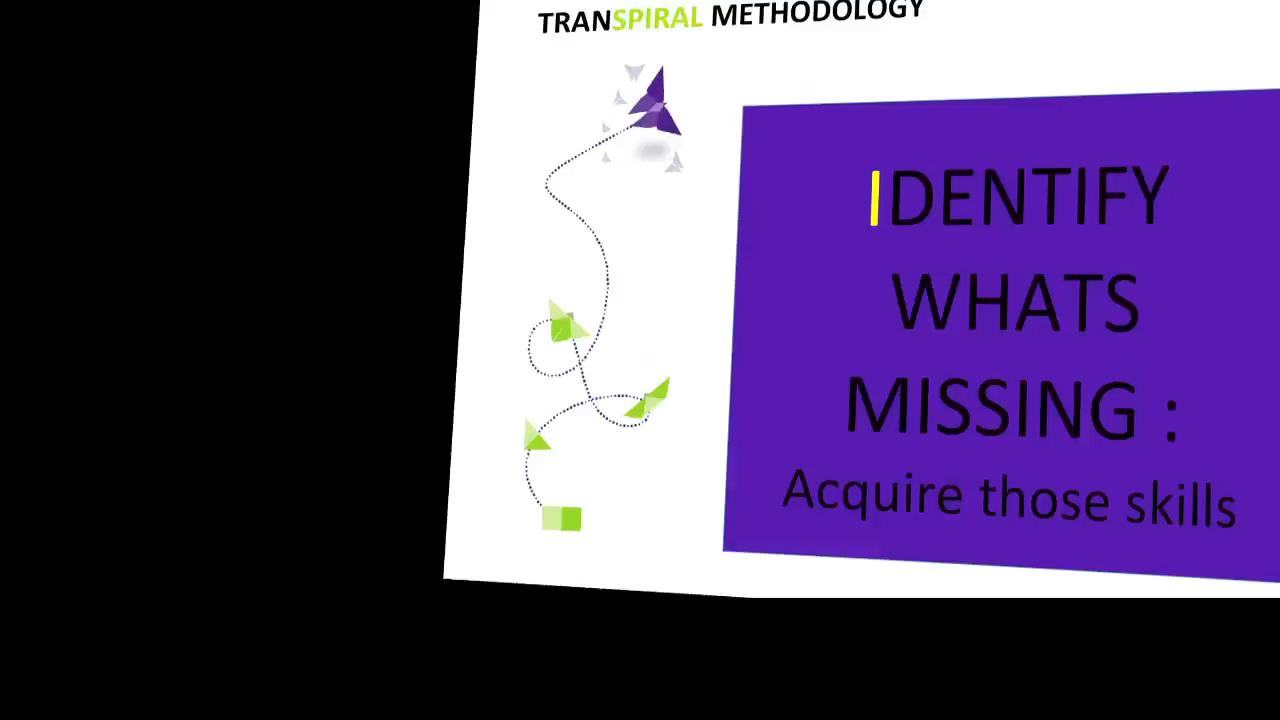 TRANSPIRAL METHODOLOGY
IDENTIFY
WHATS
MISSING :
Acquire those skills